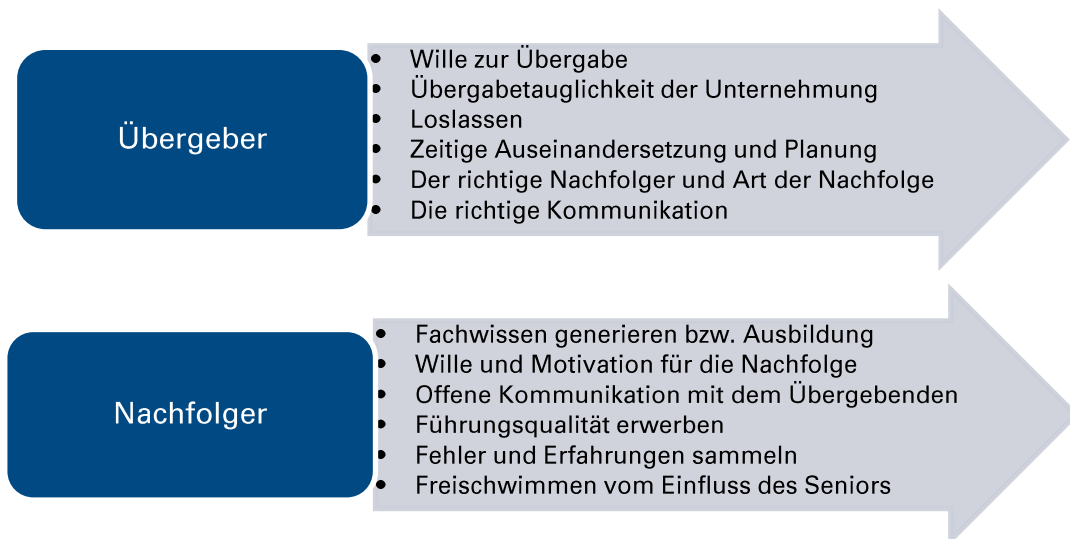 Übergeber
• Wille zur Übergabe
• Übergabetauglichkeit der Unternehmung
• Loslassen
• Zeitige Auseinandersetzung und Planung
• Der richtige Nachfolger und Art der Nachfolge
• Die richtige Kommunikation
Nachfolger
• Fachwissen generieren bzw. Ausbildung
• Wille und Motivation für die Nachfolge
• Offene Kommunikation mit dem Übergebenden
• Führungsqualität erwerben
• Fehler und Erfahrungen sammeln
• Freischwimmen vom Einfluss des Seniors